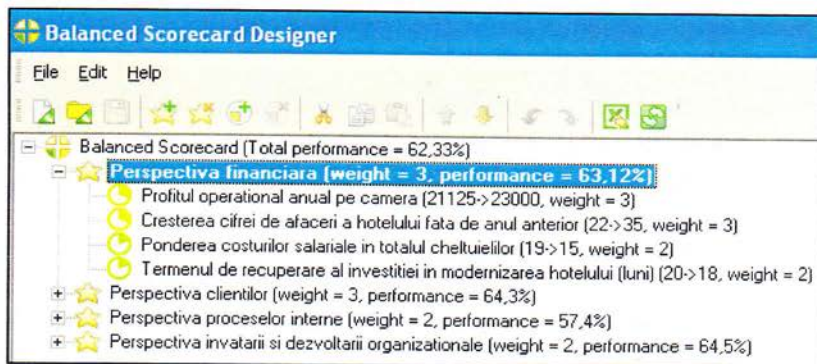 Balanced Scorecard Designer
File Edit Help
Balanced Scorecard (Total performance = 62,33%)
Perspectiva financiara (weight = 3, performance = 63,12%)
Profitul operational anual pe camera (21125->23000, weight = 3)
Cresterea cifrei de afaceri a hotelului fata de anul anterior (22->35, weight = 3)
Ponderea costurilor salariale in totalul cheltuielilor (19->15, weight = 2)
Termenul de recuperare al investitiei in modernizarea hotelului (luni) (20->18, weight = 2)
Perspectiva clientilor (weight = 3, performance = 64,3%)
Perspectiva proceselor interne (weight = 2, performance = 57,4%)
Perspectiva invatarii si dezvoltarii organizationale (weight = 2, performance = 64,5%)